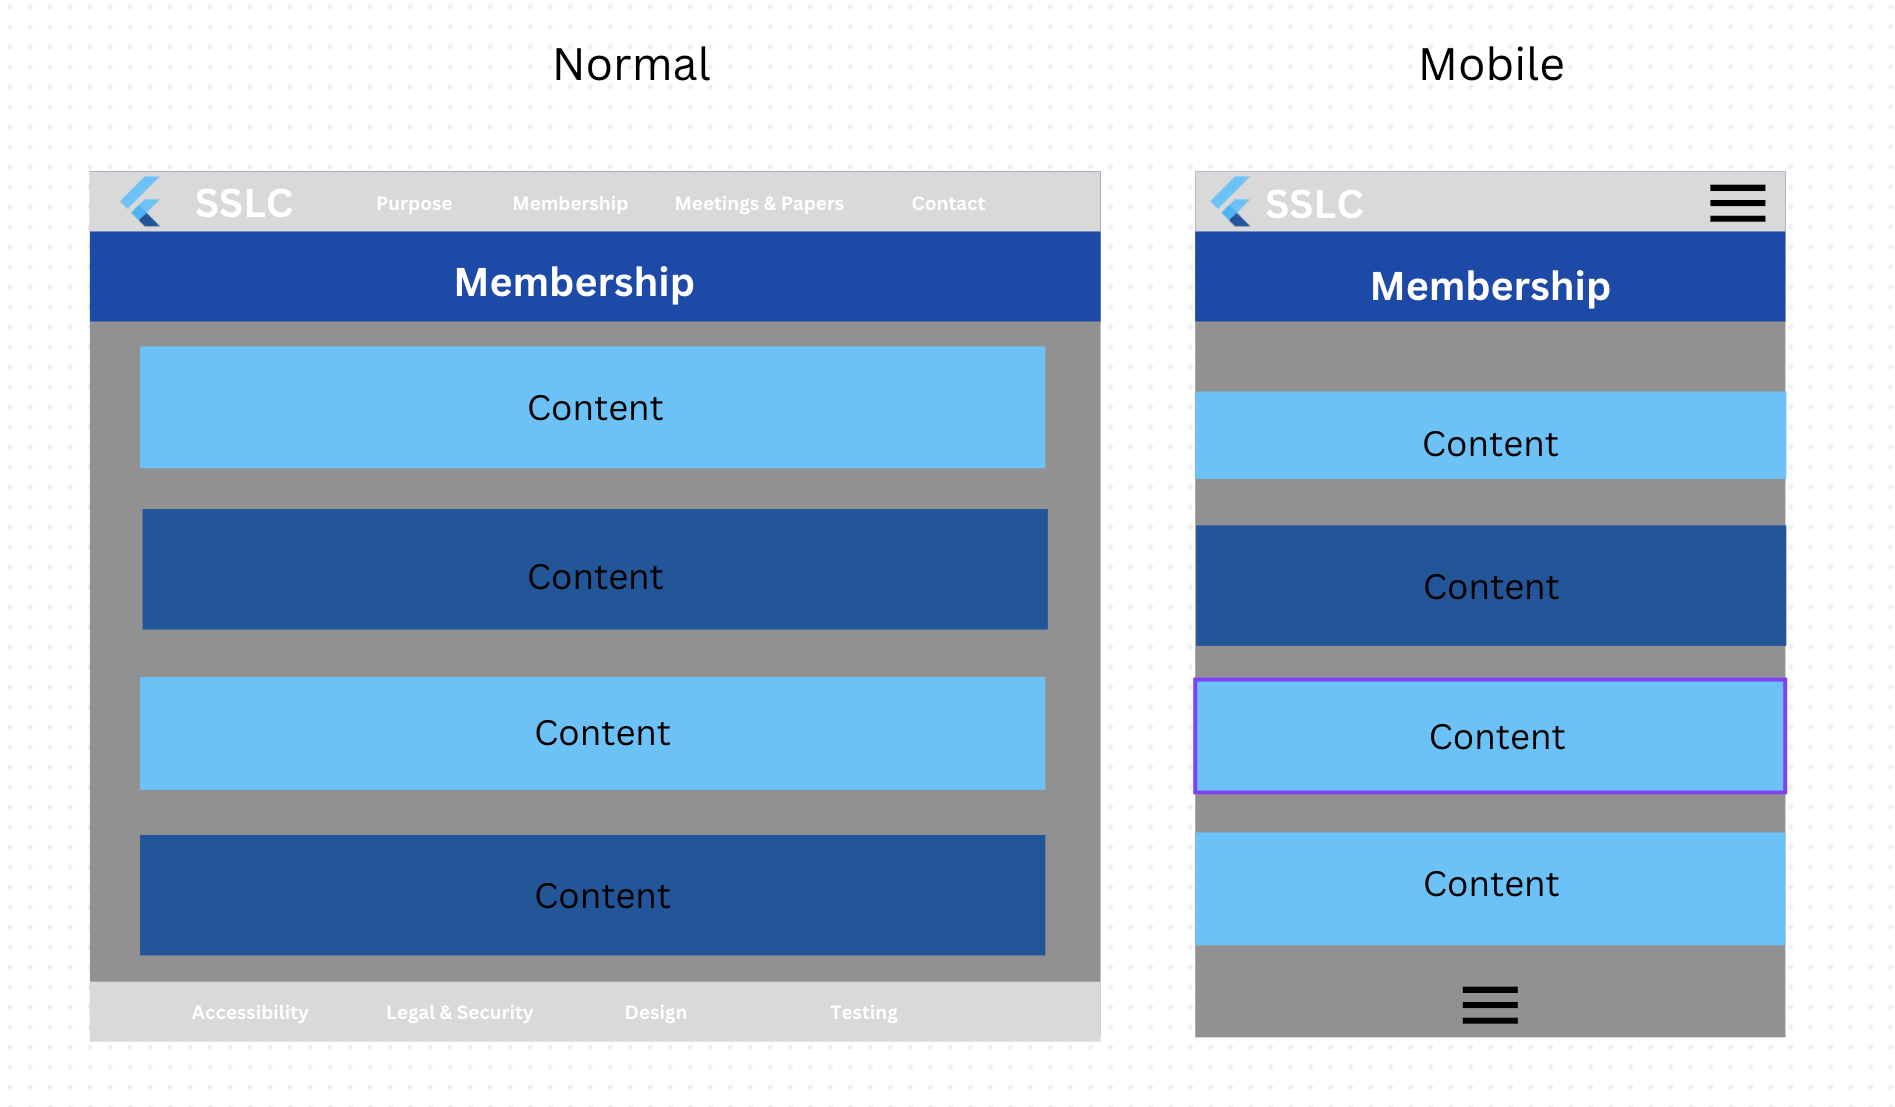 Normal
SSLC Purpose Membership Meetings & Papers Contact
Membership
Content
Content
Content
Content
Accessibility Legal & Security Design Testing
Mobile
SSLC
Membership
Content
Content
Content
Content